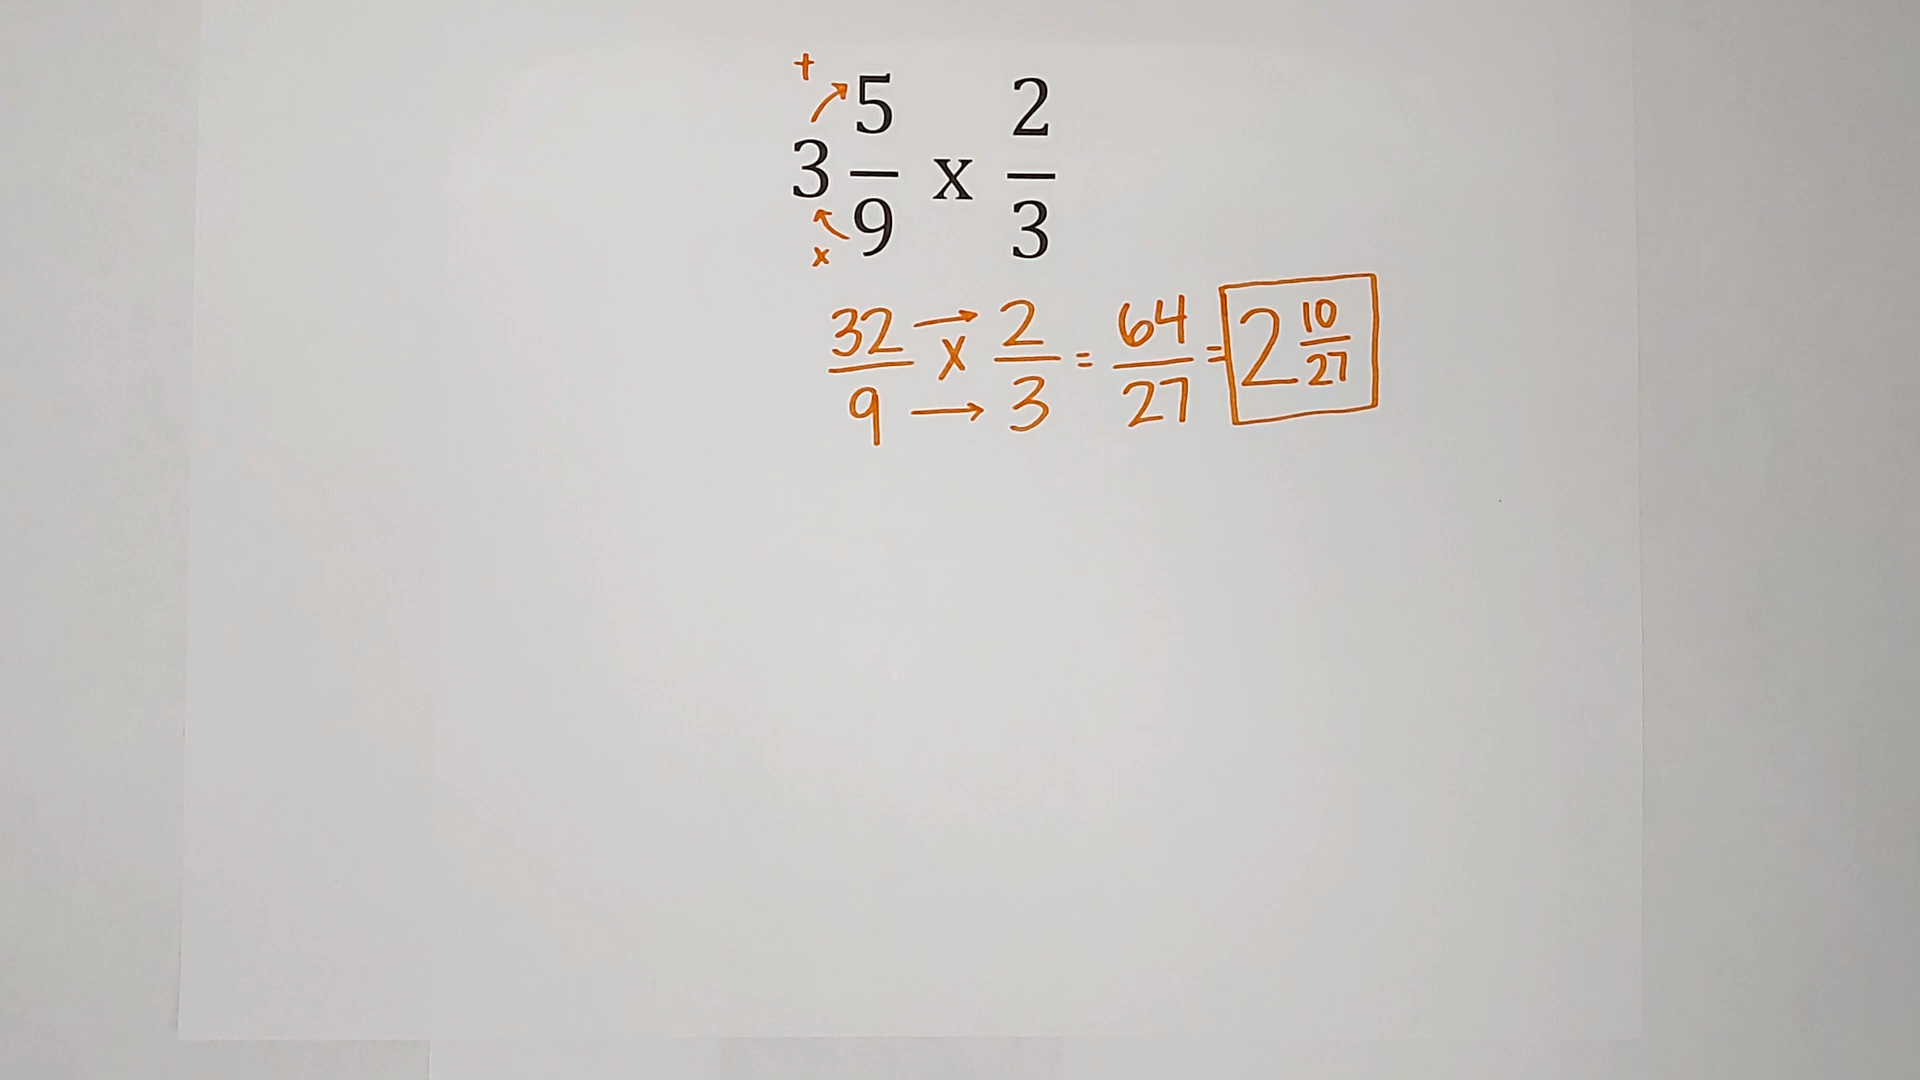 +
3 5/9 x 2/3
x
32/9 → x → 2/3 = 64/27 = 2 10/27